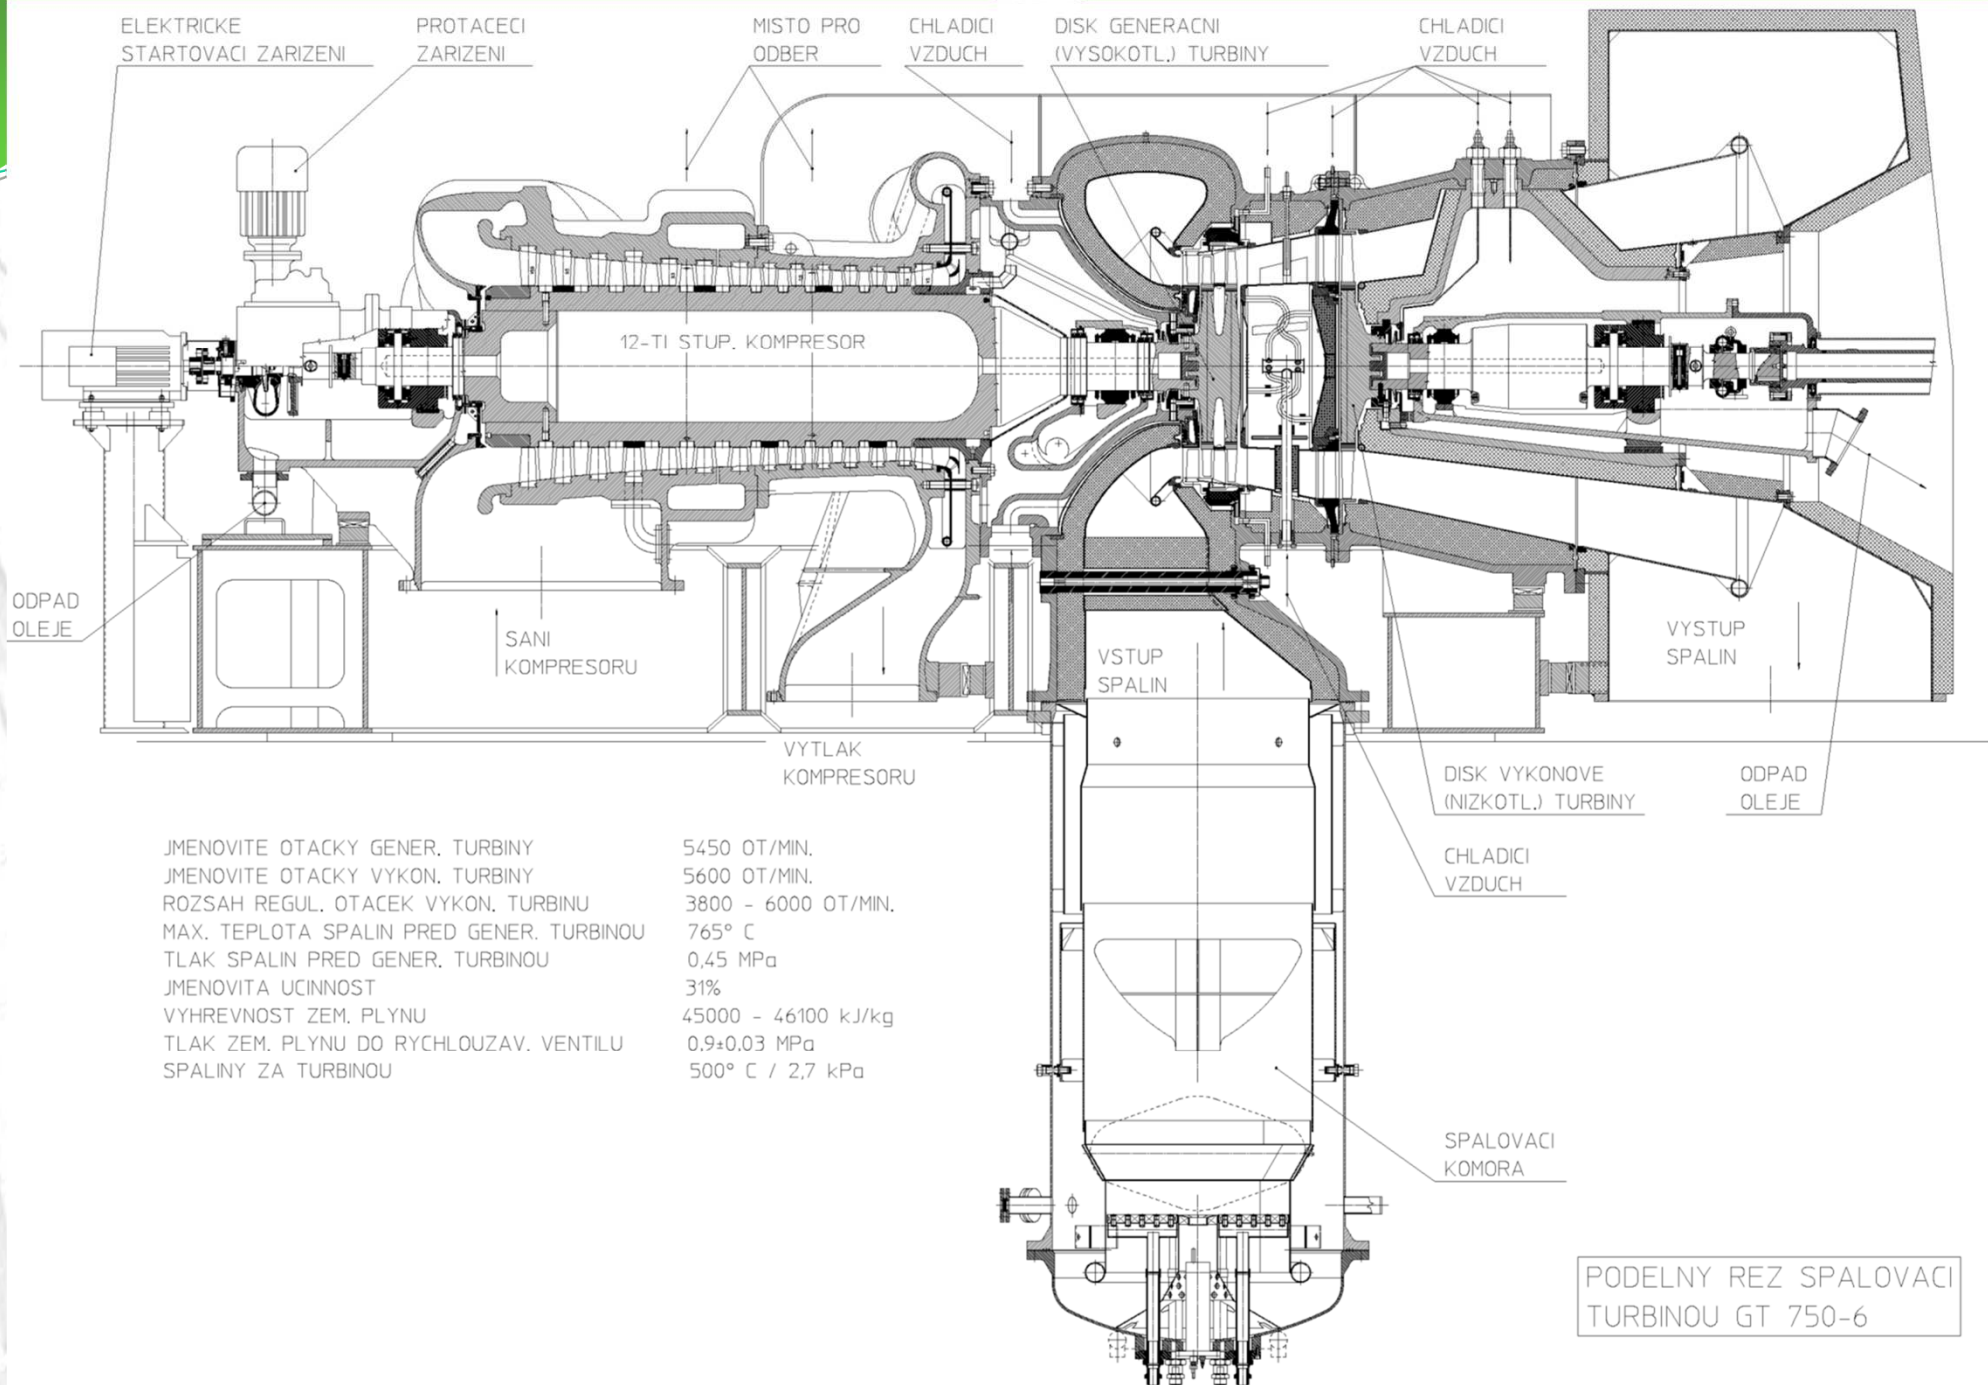 ELEKTRICKE
STARTOVACI ZARIZENI
PROTACECI
ZARIZENI
MISTO PRO
ODBER
CHLADICI
VZDUCH
DISK GENERACNI
(VYSOKOTL.) TURBINY
CHLADICI
VZDUCH
12-TI STUP. KOMPRESOR
ODPAD
OLEJE
SANI
KOMPRESORU
VSTUP
SPALIN
VYSTUP
SPALIN
VYTLAK
KOMPRESORU
DISK VYKONOVE
(NIZKOTL.) TURBINY
ODPAD
OLEJE
CHLADICI
VZDUCH
JMENOVITE OTACKY GENER. TURBINY 5450 OT/MIN.
JMENOVITE OTACKY VYKON. TURBINY 5600 OT/MIN.
ROZSAH REGUL. OTACEK VYKON. TURBINU 3800 - 6000 OT/MIN.
MAX. TEPLOTA SPALIN PRED GENER. TURBINOU 765° C
TLAK SPALIN PRED GENER. TURBINOU 0,45 MPa
JMENOVITA UCINNOST 31%
VYHREVNOST ZEM. PLYNU 45000 - 46100 kJ/kg
TLAK ZEM. PLYNU DO RYCHLOUZAV. VENTILU 0,9±0,03 MPa
SPALINY ZA TURBINOU 500° C / 2,7 kPa
SPALOVACI
KOMORA
PODELNY REZ SPALOVACI
TURBINOU GT 750-6